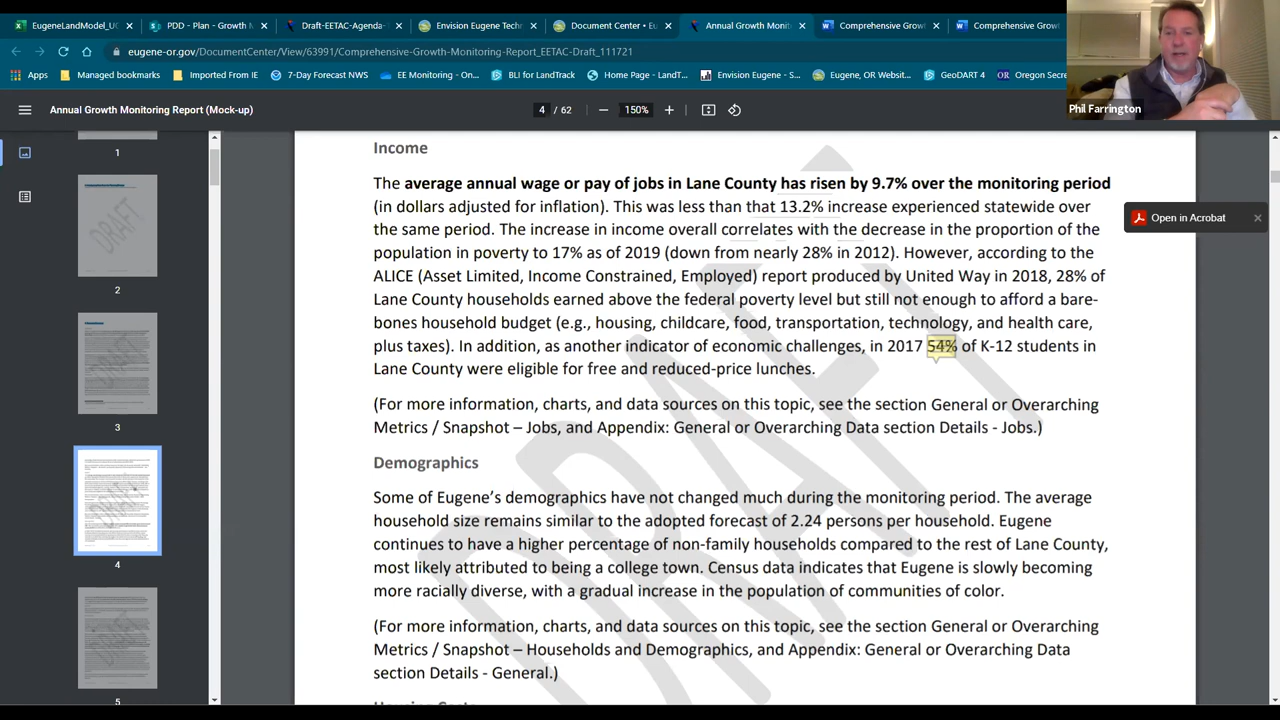 EugeneLandModel_UG
PDD - Plan - Growth M
Draft-EETAC-Agenda-
Envision Eugene Techn
Document Center • Eu
Annual Growth Monit
Comprehensive Growt
Comprehensive Grow
eugene-or.gov/DocumentCenter/View/63991/Comprehensive-Growth-Monitoring-Report_EETAC-Draft_111721
Apps
Managed bookmarks
Imported From IE
7-Day Forecast NWS
EE Monitoring - On...
BLI for LandTrack
Home Page - LandT...
Envision Eugene - S...
Eugene, OR Website...
GeoDART 4
Oregon Secre
Phil Farrington
Annual Growth Monitoring Report (Mock-up)
4 / 62
150%
Open in Acrobat
1
2
3
4
5
Income
The average annual wage or pay of jobs in Lane County has risen by 9.7% over the monitoring period
(in dollars adjusted for inflation). This was less than that 13.2% increase experienced statewide over
the same period. The increase in income overall correlates with the decrease in the proportion of the
population in poverty to 17% as of 2019 (down from nearly 28% in 2012). However, according to the
ALICE (Asset Limited, Income Constrained, Employed) report produced by United Way in 2018, 28% of
Lane County households earned above the federal poverty level but still not enough to afford a bare-
bones household budget (e.g., housing, childcare, food, transportation, technology, and health care,
plus taxes). In addition, as another indicator of economic challenges, in 2017 54% of K-12 students in
Lane County were eligible for free and reduced-price lunches.
(For more information, charts, and data sources on this topic, see the section General or Overarching
Metrics / Snapshot – Jobs, and Appendix: General or Overarching Data section Details - Jobs.)
Demographics
Some of Eugene's demographics have not changed much during the monitoring period. The average
household size remains similar to the adopted forecast of 2.24 persons per household. Eugene
continues to have a higher percentage of non-family households compared to the rest of Lane County,
most likely attributed to being a college town. Census data indicates that Eugene is slowly becoming
more racially diverse, with a gradual increase in the population of communities of color.
(For more information, charts, and data sources on this topic, see the section General or Overarching
Metrics / Snapshot – Households and Demographics, and Appendix: General or Overarching Data
section Details - General.)
Housing Costs
DRAFT